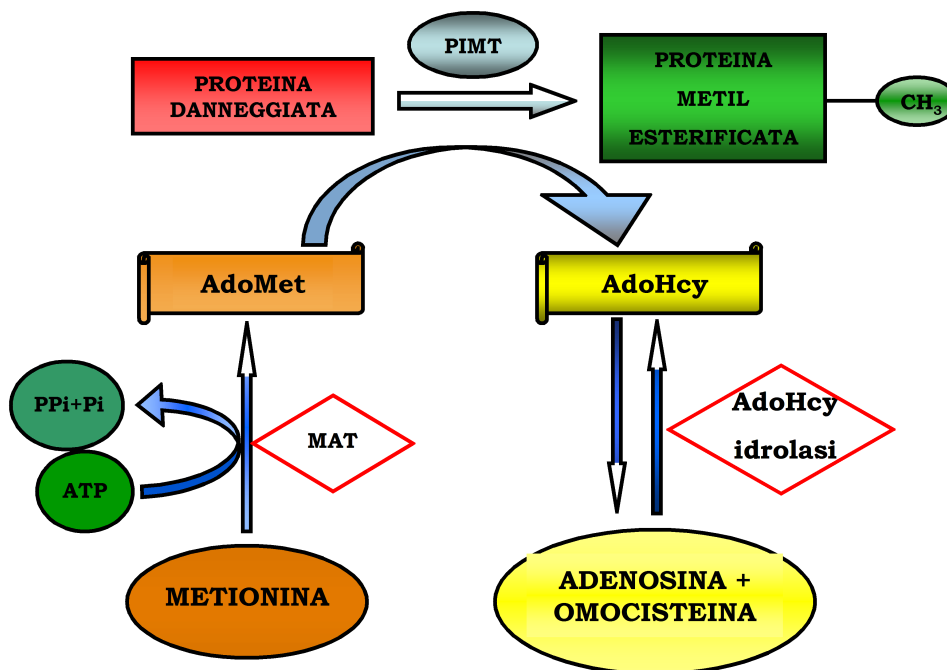 PIMT
PROTEINA
DANNEGGIATA
PROTEINA
METIL
ESTERIFICATA
CH3
AdoMet
AdoHcy
PPi+Pi
ATP
MAT
AdoHcy
idrolasi
METIONINA
ADENOSINA +
OMOCISTEINA